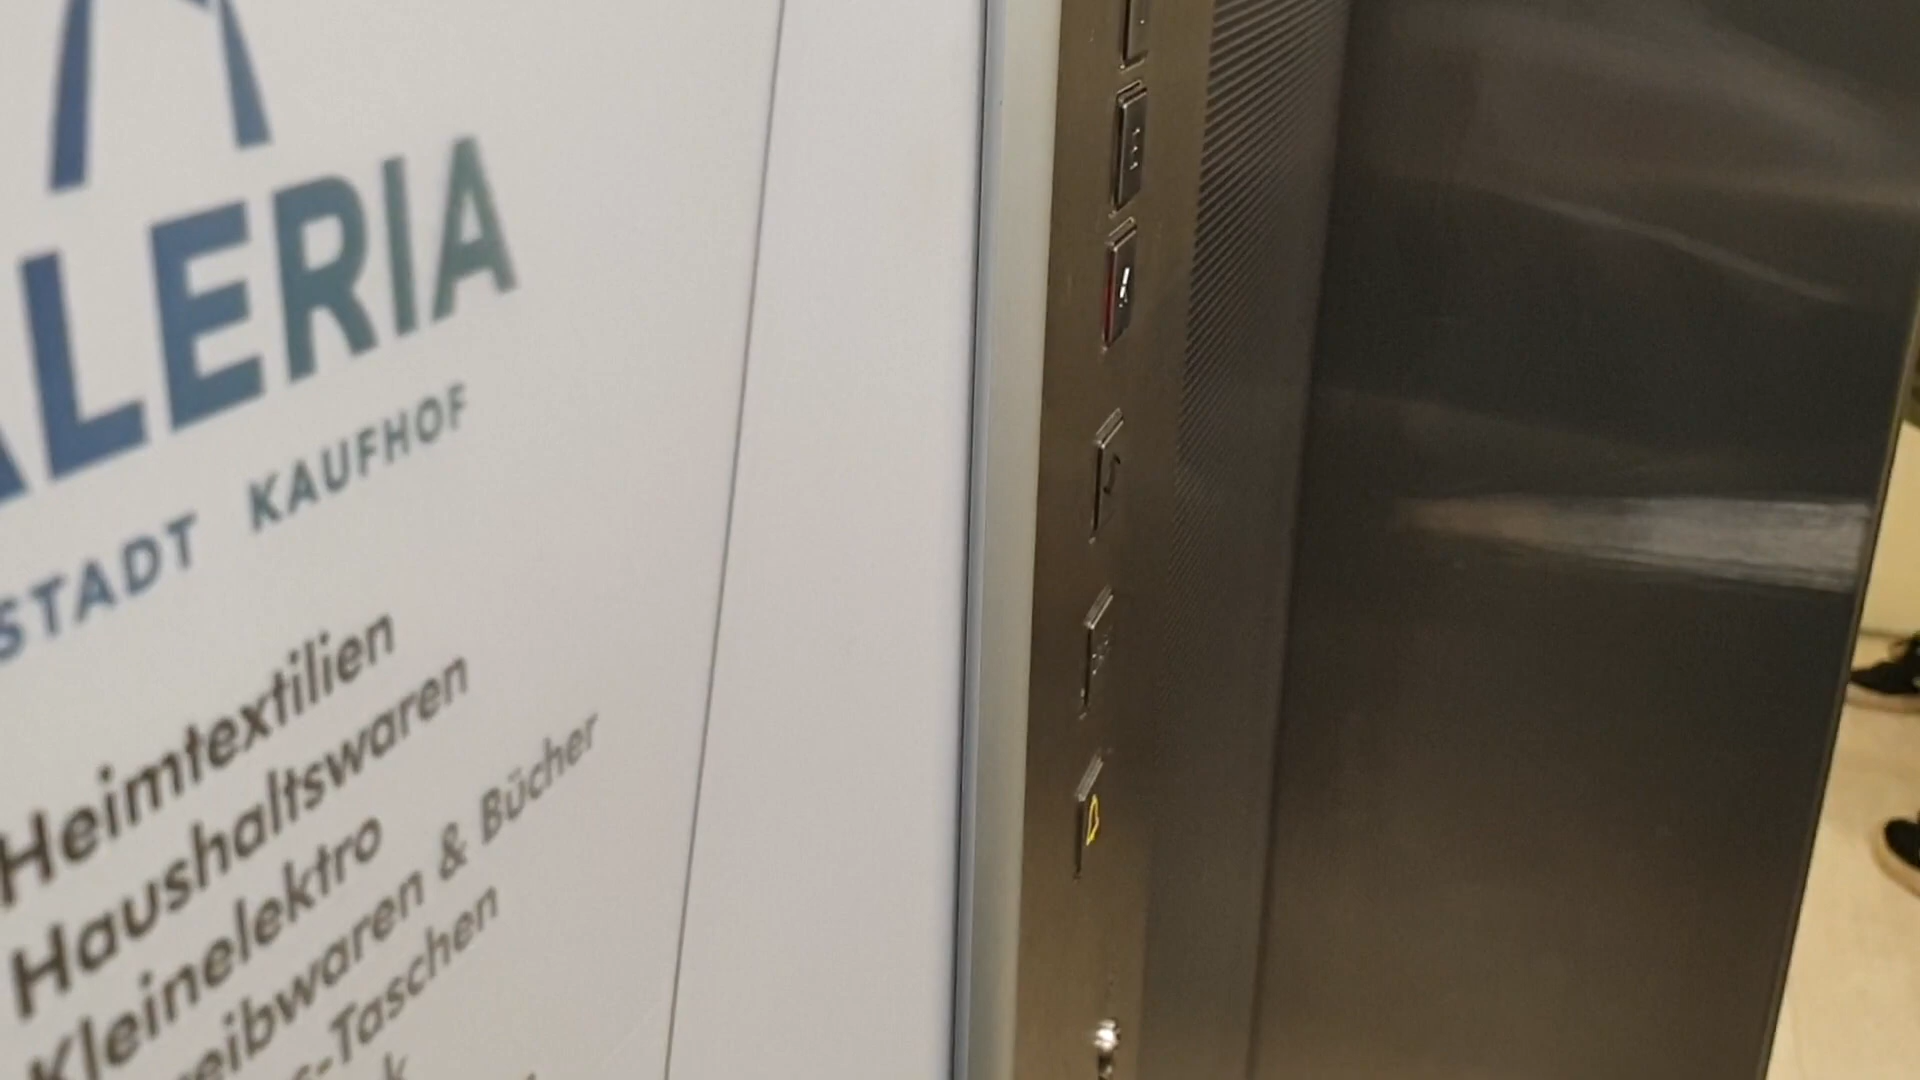 ALERIA
STADT KAUFHOF
Heimtextilien
Haushaltswaren
Kleinelektro
eibwaren & Bücher
s-Taschen
k
E
K